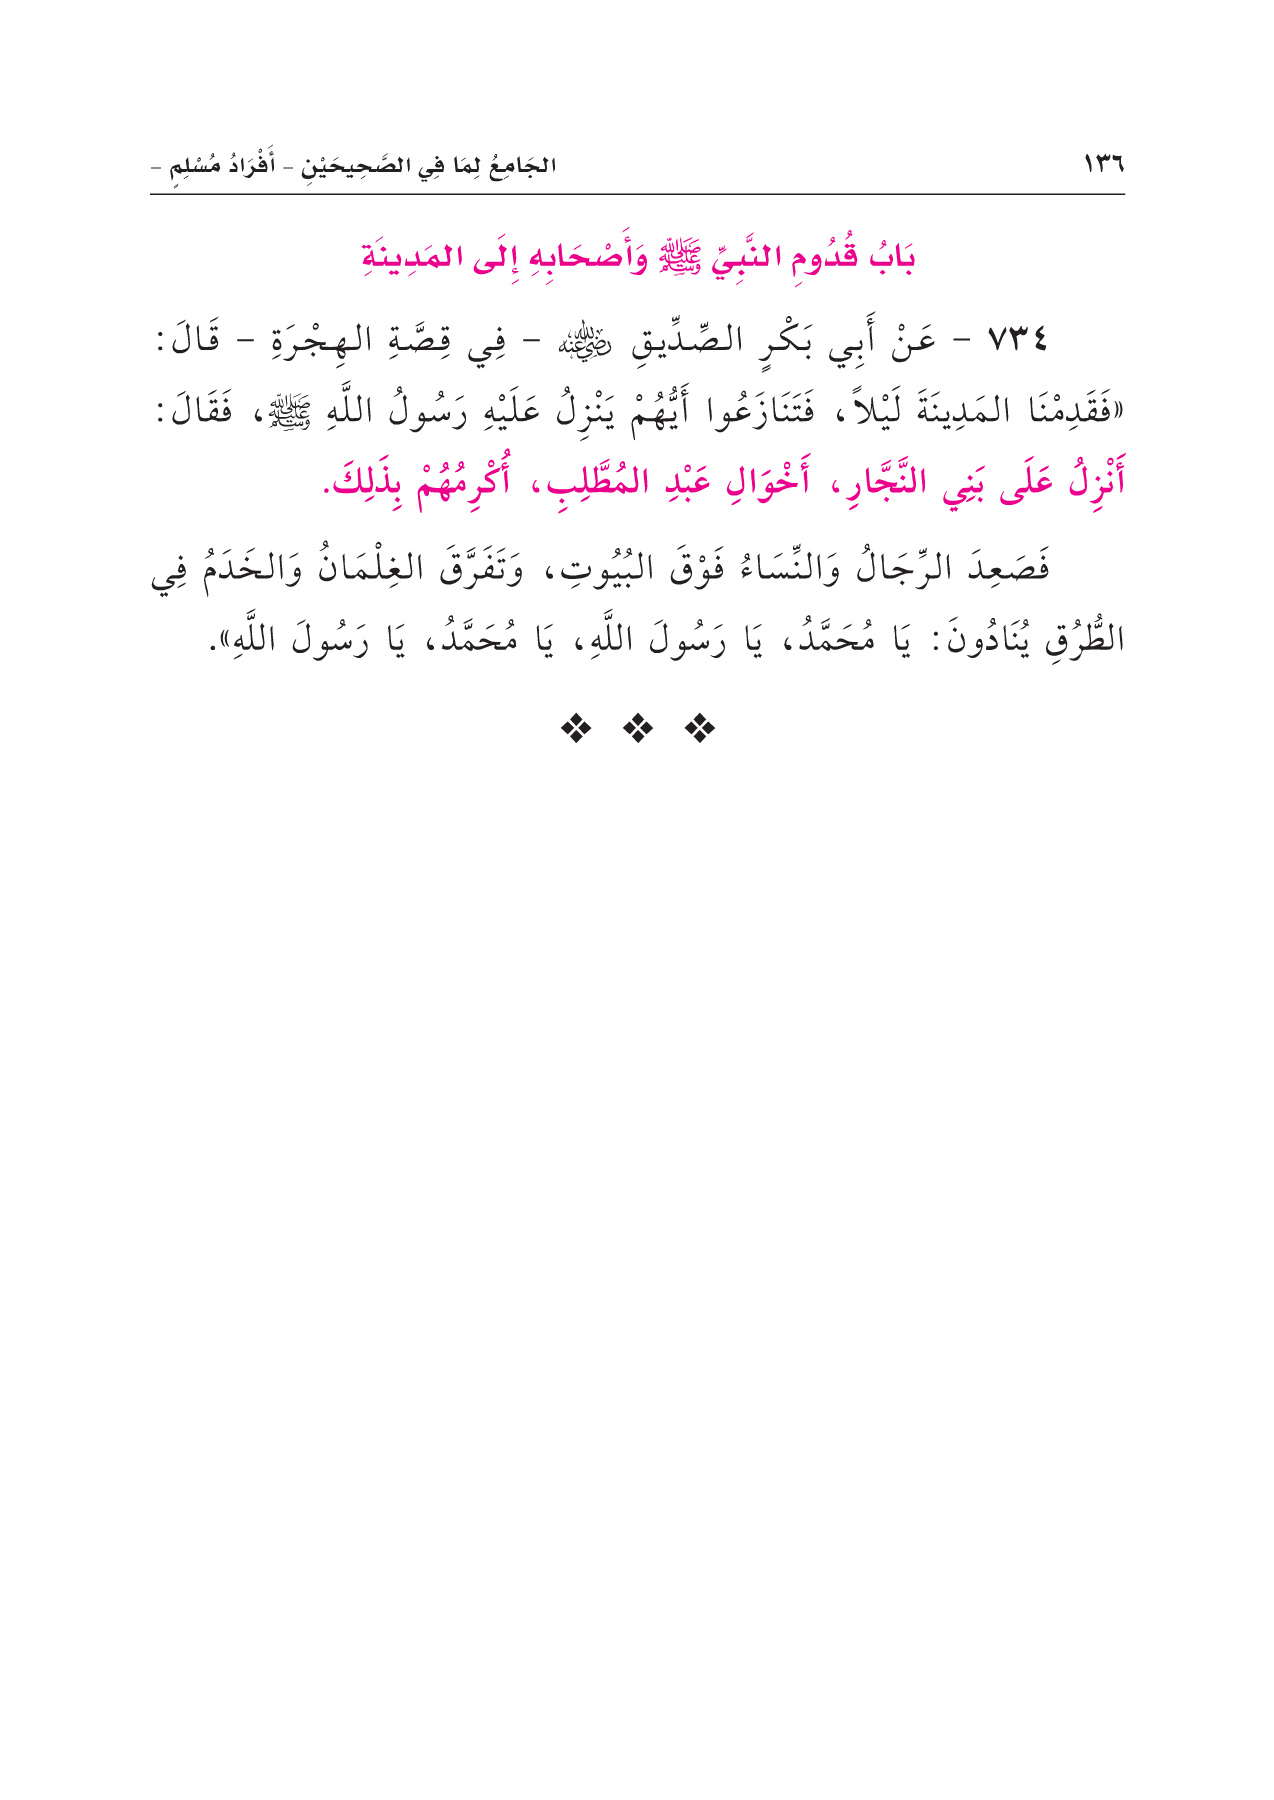 ١٣٦ الجَامِعُ لِمَا فِي الصَّحِيحَيْنِ – أَفْرَادُ مُسْلِمٍ –
بَابُ قُدُومِ النَّبِيِّ ﷺ وَأَصْحَابِهِ إِلَى المَدِينَةِ
٧٣٤ – عَنْ أَبِي بَكْرٍ الصِّدِّيقِ رضي الله عنه – فِي قِصَّةِ الهِجْرَةِ – قَالَ:
«فَقَدِمْنَا المَدِينَةَ لَيْلاً، فَتَنَازَعُوا أَيُّهُمْ يَنْزِلُ عَلَيْهِ رَسُولُ اللَّهِ ﷺ، فَقَالَ:
أَنْزِلُ عَلَى بَنِي النَّجَّارِ، أَخْوَالِ عَبْدِ المُطَّلِبِ، أُكْرِمُهُمْ بِذَلِكَ.
فَصَعِدَ الرِّجَالُ وَالنِّسَاءُ فَوْقَ البُيُوتِ، وَتَفَرَّقَ الغِلْمَانُ وَالخَدَمُ فِي
الطُّرُقِ يُنَادُونَ: يَا مُحَمَّدُ، يَا رَسُولَ اللَّهِ، يَا مُحَمَّدُ، يَا رَسُولَ اللَّهِ».